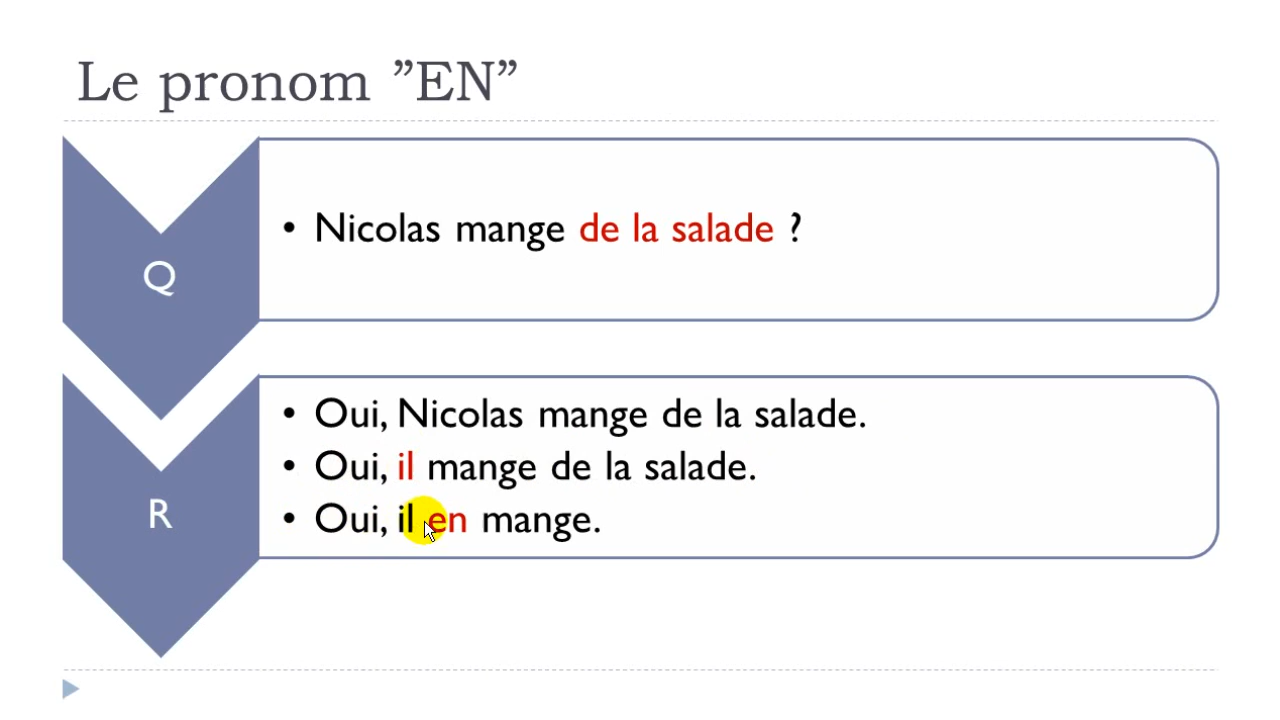 Le pronom ”EN”
Q
• Nicolas mange de la salade ?
R
• Oui, Nicolas mange de la salade.
• Oui, il mange de la salade.
• Oui, il en mange.